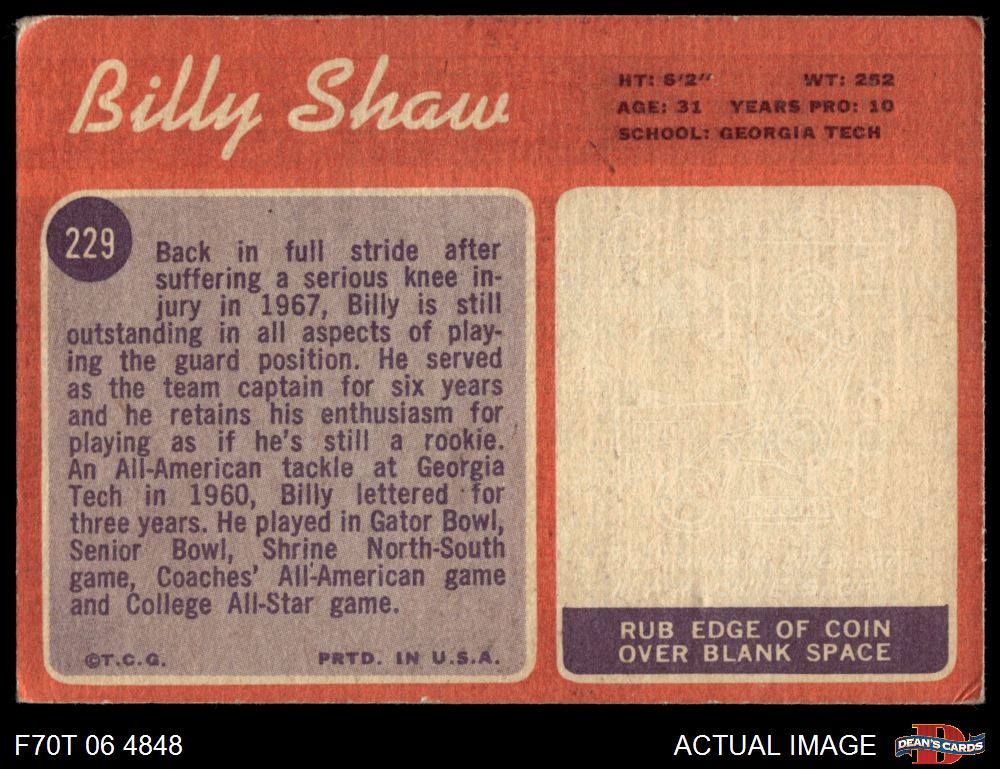 Billy Shaw
HT: 6'2" WT: 252
AGE: 31 YEARS PRO: 10
SCHOOL: GEORGIA TECH
229
Back in full stride after
suffering a serious knee in-
jury in 1967, Billy is still
outstanding in all aspects of play-
ing the guard position. He served
as the team captain for six years
and he retains his enthusiasm for
playing as if he's still a rookie.
An All-American tackle at Georgia
Tech in 1960, Billy lettered for
three years. He played in Gator Bowl,
Senior Bowl, Shrine North-South
game, Coaches' All-American game
and College All-Star game.
©T.C.G. PRTD. IN U.S.A.
RUB EDGE OF COIN
OVER BLANK SPACE
F70T 06 4848
ACTUAL IMAGE
DEAN'S CARDS